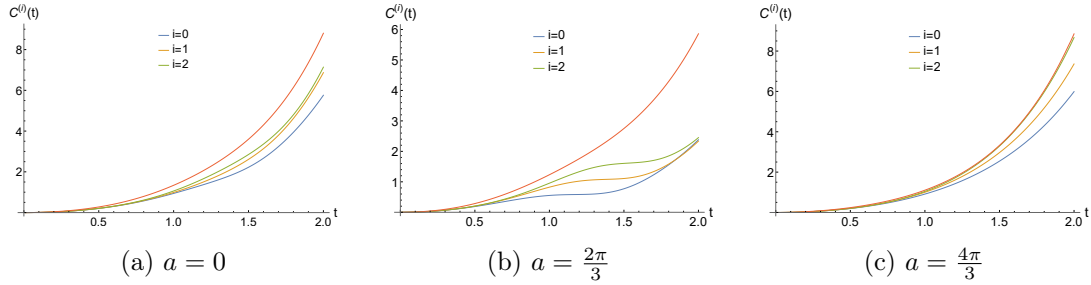 C^(i)(t)
8
6
4
2
0.5 1.0 1.5 2.0 t
i=0
i=1
i=2
(a) a = 0
C^(i)(t)
6
5
4
3
2
1
0.5 1.0 1.5 2.0 t
i=0
i=1
i=2
(b) a = 2π/3
C^(i)(t)
8
6
4
2
0.5 1.0 1.5 2.0 t
i=0
i=1
i=2
(c) a = 4π/3